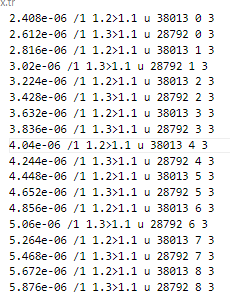 x.tr
2.408e-06 /1 1.2>1.1 u 38013 0 3
2.612e-06 /1 1.3>1.1 u 28792 0 3
2.816e-06 /1 1.2>1.1 u 38013 1 3
3.02e-06 /1 1.3>1.1 u 28792 1 3
3.224e-06 /1 1.2>1.1 u 38013 2 3
3.428e-06 /1 1.3>1.1 u 28792 2 3
3.632e-06 /1 1.2>1.1 u 38013 3 3
3.836e-06 /1 1.3>1.1 u 28792 3 3
4.04e-06 /1 1.2>1.1 u 38013 4 3
4.244e-06 /1 1.3>1.1 u 28792 4 3
4.448e-06 /1 1.2>1.1 u 38013 5 3
4.652e-06 /1 1.3>1.1 u 28792 5 3
4.856e-06 /1 1.2>1.1 u 38013 6 3
5.06e-06 /1 1.3>1.1 u 28792 6 3
5.264e-06 /1 1.2>1.1 u 38013 7 3
5.468e-06 /1 1.3>1.1 u 28792 7 3
5.672e-06 /1 1.2>1.1 u 38013 8 3
5.876e-06 /1 1.3>1.1 u 28792 8 3